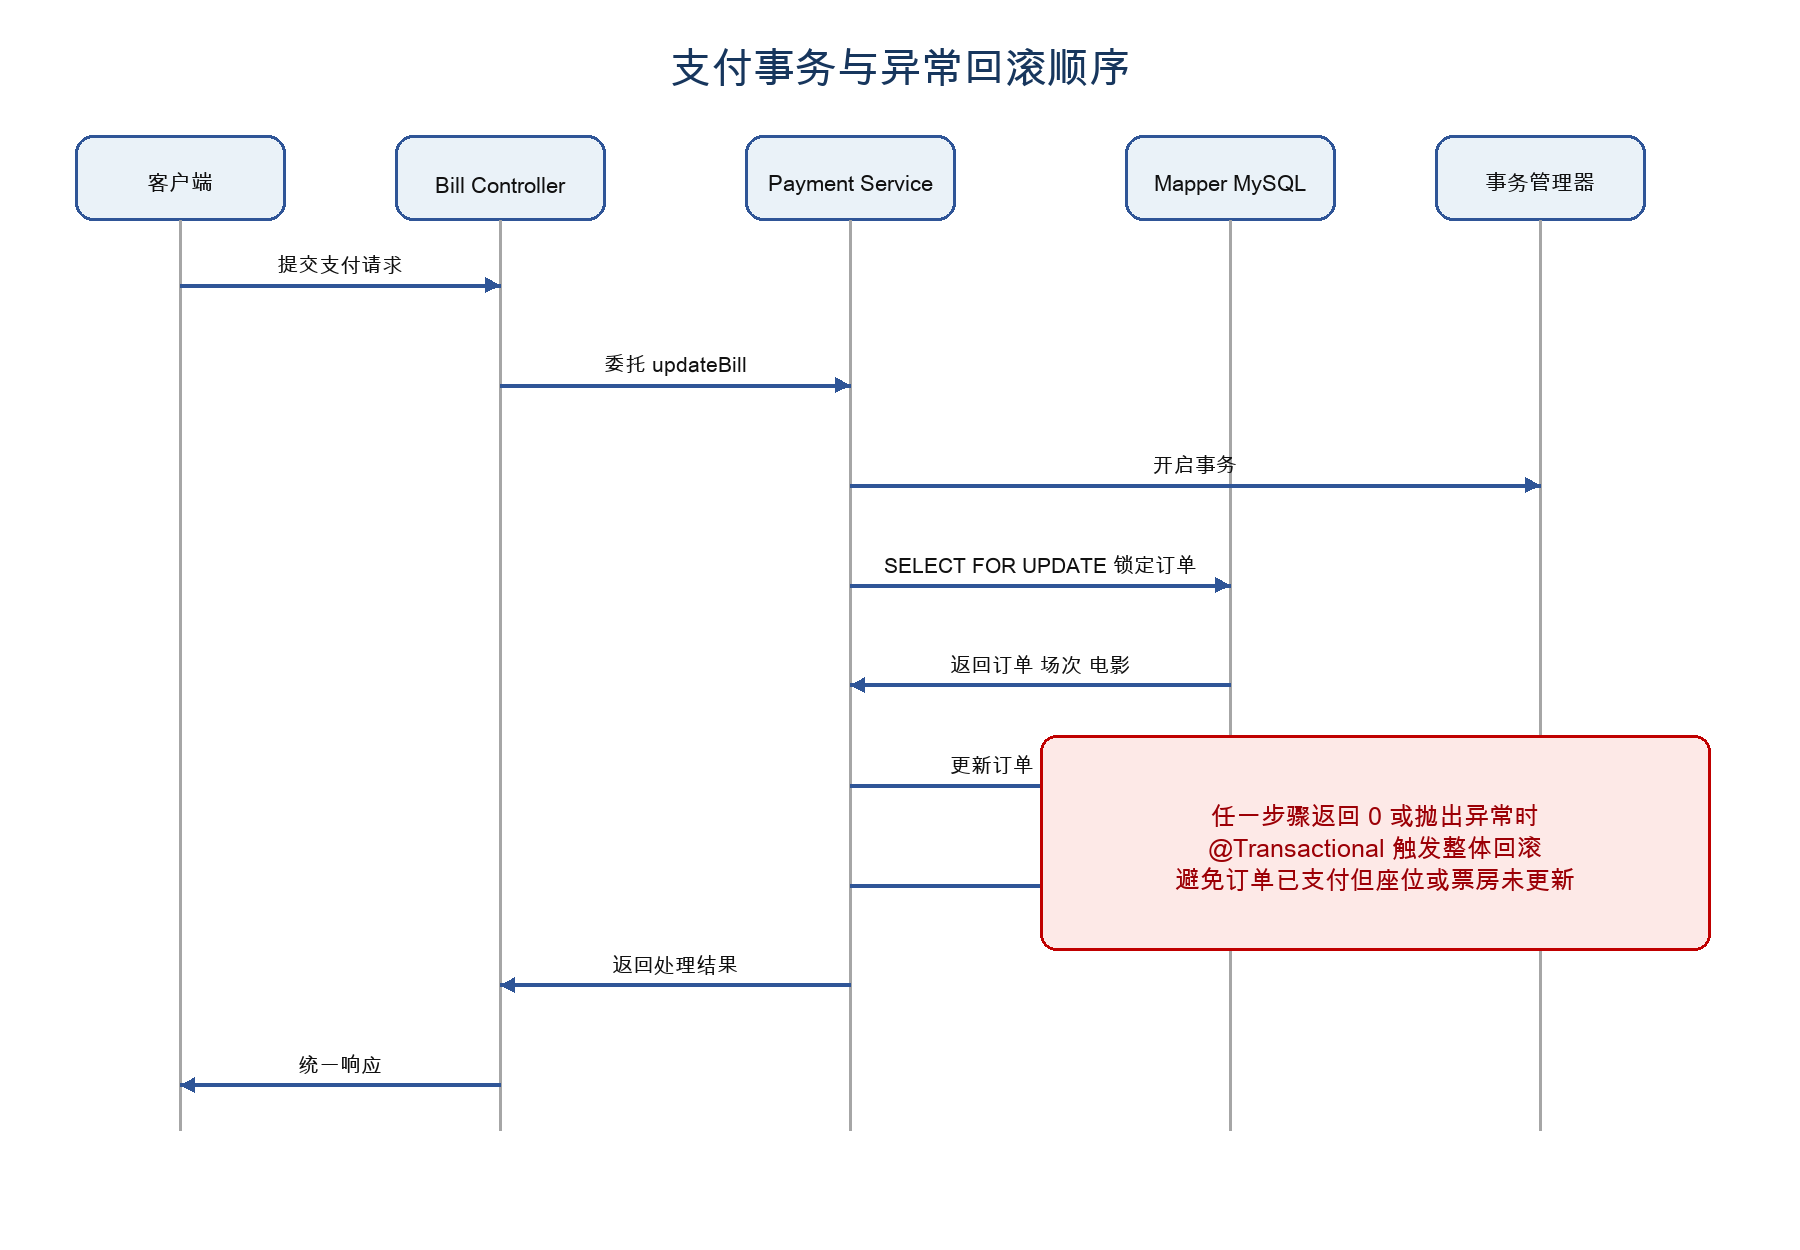 支付事务与异常回滚顺序
客户端
Bill Controller
Payment Service
Mapper MySQL
事务管理器
提交支付请求
委托 updateBill
开启事务
SELECT FOR UPDATE 锁定订单
返回订单 场次 电影
更新订单
任一步骤返回 0 或抛出异常时
@Transactional 触发整体回滚
避免订单已支付但座位或票房未更新
返回处理结果
统一响应